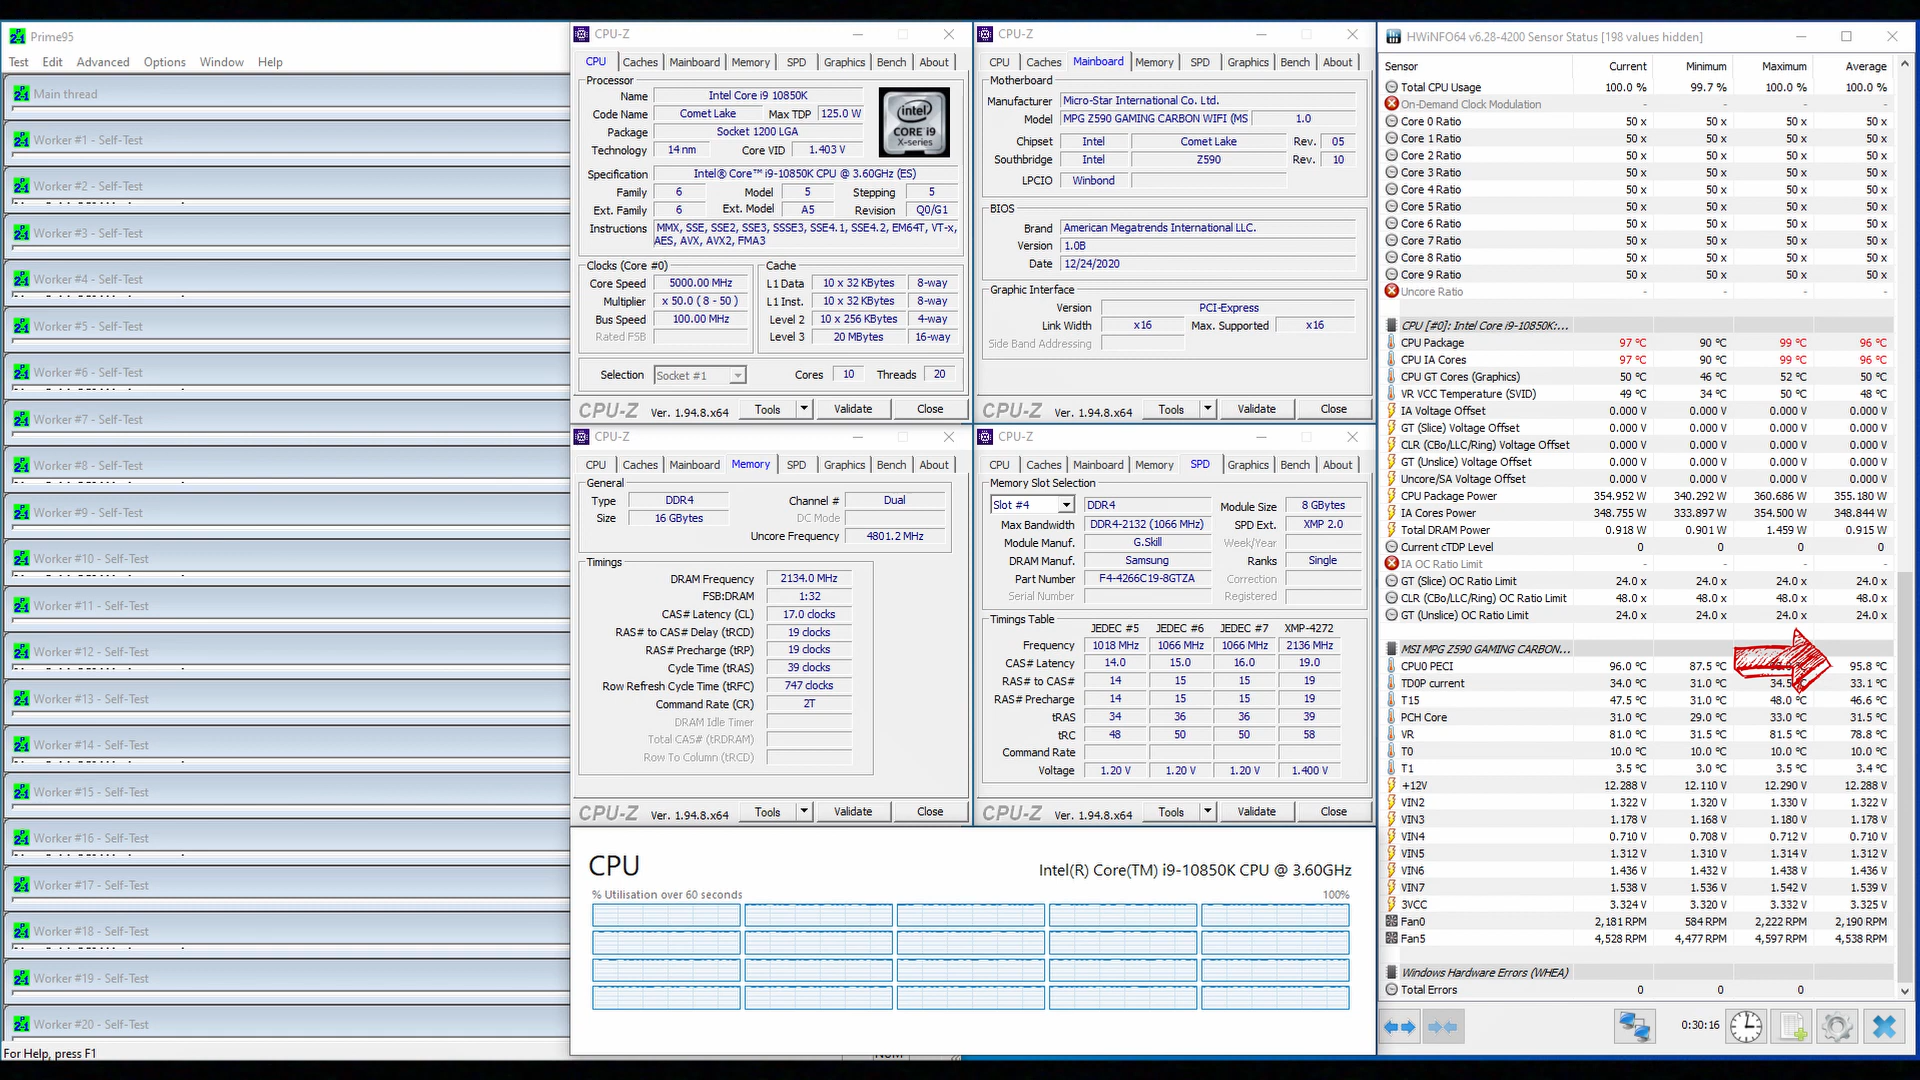 Prime95
Test Edit Advanced Options Window Help
Main thread
Worker #1 - Self-Test
Worker #2 - Self-Test
Worker #3 - Self-Test
Worker #4 - Self-Test
Worker #5 - Self-Test
Worker #6 - Self-Test
Worker #7 - Self-Test
Worker #8 - Self-Test
Worker #9 - Self-Test
Worker #10 - Self-Test
Worker #11 - Self-Test
Worker #12 - Self-Test
Worker #13 - Self-Test
Worker #14 - Self-Test
Worker #15 - Self-Test
Worker #16 - Self-Test
Worker #17 - Self-Test
Worker #18 - Self-Test
Worker #19 - Self-Test
Worker #20 - Self-Test
For Help, press F1
NUM
CPU-Z
CPU Caches Mainboard Memory SPD Graphics Bench About
Processor
Name Intel Core i9 10850K
Code Name Comet Lake Max TDP 125.0 W
Package Socket 1200 LGA
Technology 14 nm Core VID 1.403 V
intel
CORE i9
X-series
Specification Intel® Core™ i9-10850K CPU @ 3.60GHz (ES)
Family 6 Model 5 Stepping 5
Ext. Family 6 Ext. Model A5 Revision Q0/G1
Instructions MMX, SSE, SSE2, SSE3, SSSE3, SSE4.1, SSE4.2, EM64T, VT-x,
AES, AVX, AVX2, FMA3
Clocks (Core #0)
Core Speed 5000.00 MHz
Multiplier x 50.0 ( 8 - 50 )
Bus Speed 100.00 MHz
Rated FSB
Cache
L1 Data 10 x 32 KBytes 8-way
L1 Inst. 10 x 32 KBytes 8-way
Level 2 10 x 256 KBytes 4-way
Level 3 20 MBytes 16-way
Selection Socket #1 Cores 10 Threads 20
CPU-Z Ver. 1.94.8.x64 Tools Validate Close
CPU-Z
CPU Caches Mainboard Memory SPD Graphics Bench About
Motherboard
Manufacturer Micro-Star International Co. Ltd.
Model MPG Z590 GAMING CARBON WIFI (MS 1.0
Chipset Intel Comet Lake Rev. 05
Southbridge Intel Z590 Rev. 10
LPCIO Winbond
BIOS
Brand American Megatrends International LLC.
Version 1.0B
Date 12/24/2020
Graphic Interface
Version PCI-Express
Link Width x16 Max. Supported x16
Side Band Addressing
CPU-Z Ver. 1.94.8.x64 Tools Validate Close
CPU-Z
CPU Caches Mainboard Memory SPD Graphics Bench About
General
Type DDR4 Channel # Dual
Size 16 GBytes DC Mode
Uncore Frequency 4801.2 MHz
Timings
DRAM Frequency 2134.0 MHz
FSB:DRAM 1:32
CAS# Latency (CL) 17.0 clocks
RAS# to CAS# Delay (tRCD) 19 clocks
RAS# Precharge (tRP) 19 clocks
Cycle Time (tRAS) 39 clocks
Row Refresh Cycle Time (tRFC) 747 clocks
Command Rate (CR) 2T
DRAM Idle Timer
Total CAS# (tRDRAM)
Row To Column (tRCD)
CPU-Z Ver. 1.94.8.x64 Tools Validate Close
CPU-Z
CPU Caches Mainboard Memory SPD Graphics Bench About
Memory Slot Selection
Slot #4 DDR4 Module Size 8 GBytes
Max Bandwidth DDR4-2132 (1066 MHz) SPD Ext. XMP 2.0
Module Manuf. G.Skill Week/Year
DRAM Manuf. Samsung Ranks Single
Part Number F4-4266C19-8GTZA Correction
Serial Number Registered
Timings Table
JEDEC #5 JEDEC #6 JEDEC #7 XMP-4272
Frequency 1018 MHz 1066 MHz 1066 MHz 2136 MHz
CAS# Latency 14.0 15.0 16.0 19.0
RAS# to CAS# 14 15 15 19
RAS# Precharge 14 15 15 19
tRAS 34 36 36 39
tRC 48 50 50 58
Command Rate
Voltage 1.20 V 1.20 V 1.20 V 1.400 V
CPU-Z Ver. 1.94.8.x64 Tools Validate Close
CPU Intel(R) Core(TM) i9-10850K CPU @ 3.60GHz
% Utilisation over 60 seconds 100%
HWiNFO64 v6.28-4200 Sensor Status [198 values hidden]
Sensor Current Minimum Maximum Average
Total CPU Usage 100.0 % 99.7 % 100.0 % 100.0 %
On-Demand Clock Modulation - - - -
Core 0 Ratio 50 x 50 x 50 x 50 x
Core 1 Ratio 50 x 50 x 50 x 50 x
Core 2 Ratio 50 x 50 x 50 x 50 x
Core 3 Ratio 50 x 50 x 50 x 50 x
Core 4 Ratio 50 x 50 x 50 x 50 x
Core 5 Ratio 50 x 50 x 50 x 50 x
Core 6 Ratio 50 x 50 x 50 x 50 x
Core 7 Ratio 50 x 50 x 50 x 50 x
Core 8 Ratio 50 x 50 x 50 x 50 x
Core 9 Ratio 50 x 50 x 50 x 50 x
Uncore Ratio - - - -
CPU [#0]: Intel Core i9-10850K:...
CPU Package 97 °C 90 °C 99 °C 96 °C
CPU IA Cores 97 °C 90 °C 99 °C 96 °C
CPU GT Cores (Graphics) 50 °C 46 °C 52 °C 50 °C
VR VCC Temperature (SVID) 49 °C 34 °C 50 °C 48 °C
IA Voltage Offset 0.000 V 0.000 V 0.000 V 0.000 V
GT (Slice) Voltage Offset 0.000 V 0.000 V 0.000 V 0.000 V
CLR (CBo/LLC/Ring) Voltage Offset 0.000 V 0.000 V 0.000 V 0.000 V
GT (Unslice) Voltage Offset 0.000 V 0.000 V 0.000 V 0.000 V
Uncore/SA Voltage Offset 0.000 V 0.000 V 0.000 V 0.000 V
CPU Package Power 354.952 W 340.292 W 360.686 W 355.180 W
IA Cores Power 348.755 W 333.897 W 354.500 W 348.844 W
Total DRAM Power 0.918 W 0.901 W 1.459 W 0.915 W
Current cTDP Level 0 0 0 0
IA OC Ratio Limit - - - -
GT (Slice) OC Ratio Limit 24.0 x 24.0 x 24.0 x 24.0 x
CLR (CBo/LLC/Ring) OC Ratio Limit 48.0 x 48.0 x 48.0 x 48.0 x
GT (Unslice) OC Ratio Limit 24.0 x 24.0 x 24.0 x 24.0 x
MSI MPG Z590 GAMING CARBON...
CPU0 PECI 96.0 °C 87.5 °C 95.8 °C
TD0P current 34.0 °C 31.0 °C 34.5 33.1 °C
T15 47.5 °C 31.0 °C 48.0 °C 46.6 °C
PCH Core 31.0 °C 29.0 °C 33.0 °C 31.5 °C
VR 81.0 °C 31.5 °C 81.5 °C 78.8 °C
T0 10.0 °C 10.0 °C 10.0 °C 10.0 °C
T1 3.5 °C 3.0 °C 3.5 °C 3.4 °C
+12V 12.288 V 12.110 V 12.290 V 12.288 V
VIN2 1.322 V 1.320 V 1.330 V 1.322 V
VIN3 1.178 V 1.168 V 1.180 V 1.178 V
VIN4 0.710 V 0.708 V 0.712 V 0.710 V
VIN5 1.312 V 1.310 V 1.314 V 1.312 V
VIN6 1.436 V 1.432 V 1.438 V 1.436 V
VIN7 1.538 V 1.536 V 1.542 V 1.539 V
3VCC 3.324 V 3.320 V 3.332 V 3.325 V
Fan0 2,181 RPM 584 RPM 2,222 RPM 2,190 RPM
Fan5 4,528 RPM 4,477 RPM 4,597 RPM 4,538 RPM
Windows Hardware Errors (WHEA)
Total Errors 0 0 0
0:30:16